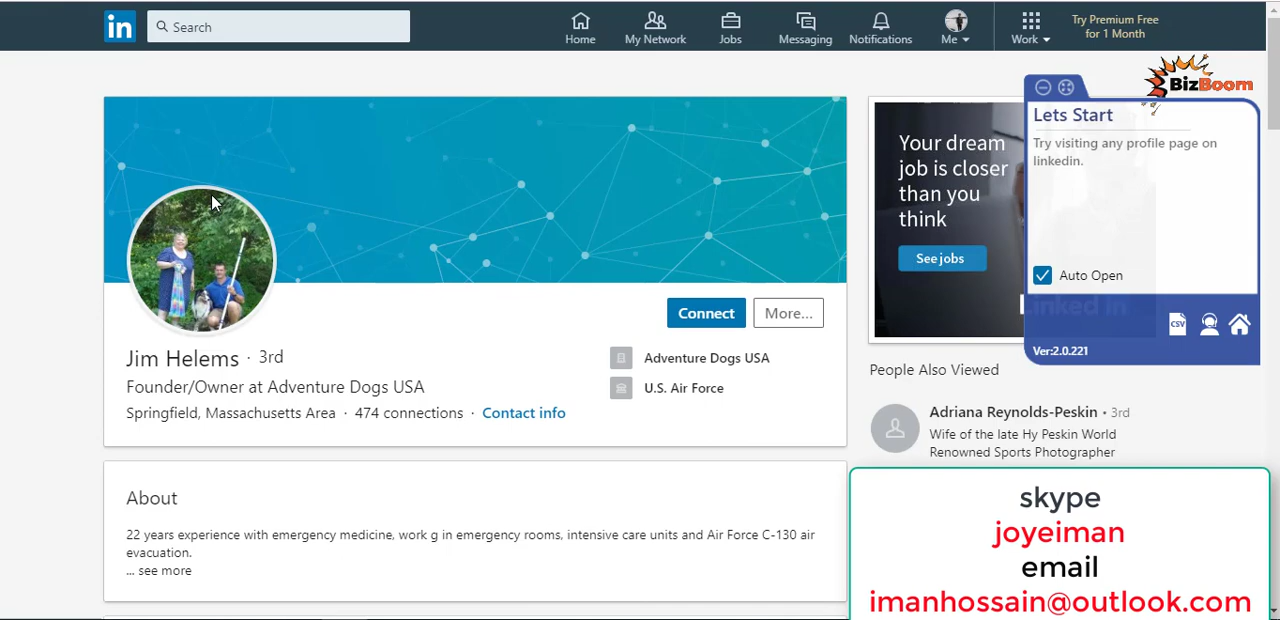 in
Search
Home
My Network
Jobs
Messaging
Notifications
Me
Work
Try Premium Free
for 1 Month
BizBoom
Your dream
job is closer
than you
think
See jobs
Lets Start
Try visiting any profile page on
linkedin.
Auto Open
Linked in
CSV
Ver:2.0.221
Connect
More...
Jim Helems · 3rd
Founder/Owner at Adventure Dogs USA
Springfield, Massachusetts Area · 474 connections · Contact info
Adventure Dogs USA
U.S. Air Force
People Also Viewed
Adriana Reynolds-Peskin • 3rd
Wife of the late Hy Peskin World
Renowned Sports Photographer
About
22 years experience with emergency medicine, work g in emergency rooms, intensive care units and Air Force C-130 air
evacuation.
... see more
skype
joyeiman
email
imanhossain@outlook.com